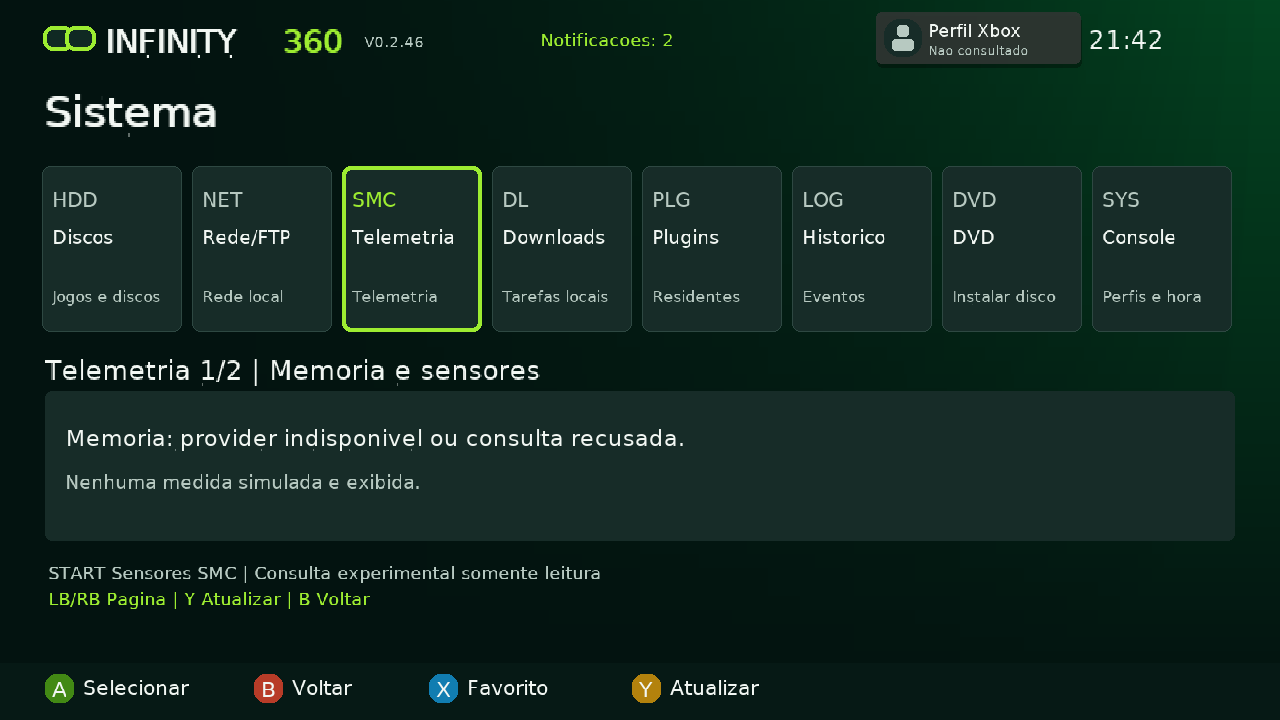 INFINITY 360 V0.2.46
Notificacoes: 2
Perfil Xbox
Nao consultado
21:42
Sistema
HDD
Discos
Jogos e discos
NET
Rede/FTP
Rede local
SMC
Telemetria
Telemetria
DL
Downloads
Tarefas locais
PLG
Plugins
Residentes
LOG
Historico
Eventos
DVD
DVD
Instalar disco
SYS
Console
Perfis e hora
Telemetria 1/2 | Memoria e sensores
Memoria: provider indisponivel ou consulta recusada.
Nenhuma medida simulada e exibida.
START Sensores SMC | Consulta experimental somente leitura
LB/RB Pagina | Y Atualizar | B Voltar
A Selecionar
B Voltar
X Favorito
Y Atualizar